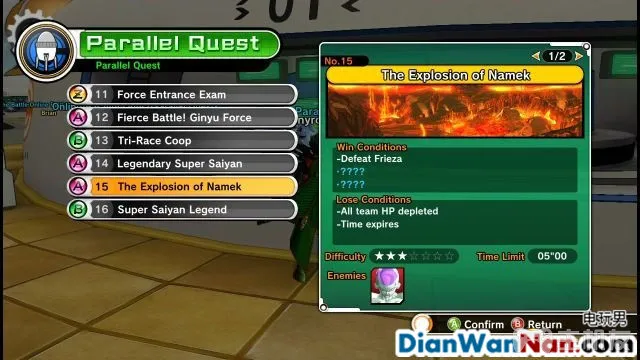 Parallel Quest
Parallel Quest
Z 11 Force Entrance Exam
A 12 Fierce Battle! Ginyu Force
B 13 Tri-Race Coop
A 14 Legendary Super Saiyan
A 15 The Explosion of Namek
B 16 Super Saiyan Legend
No.15
1/2
The Explosion of Namek
Win Conditions
-Defeat Frieza
-????
-????
Lose Conditions
-All team HP depleted
-Time expires
Difficulty ★★★☆☆☆☆ Time Limit 05"00
Enemies
A Confirm B Return
电玩男
DianWanNan.com